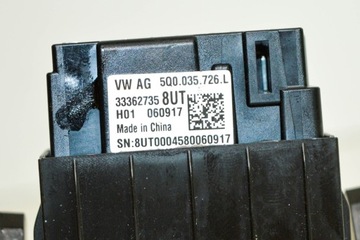 VW AG 5Q0.035.726.L
33362735 8UT
H01 060917
Made in China
SN:8UT0004580060917